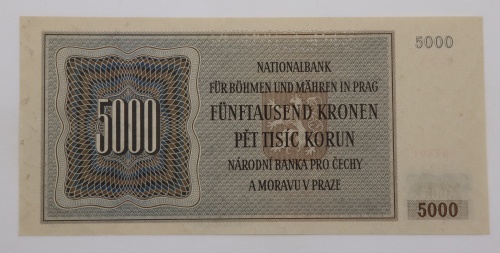 5000
NATIONALBANK
FÜR BÖHMEN UND MÄHREN IN PRAG
FÜNFTAUSEND KRONEN
PĚT TISÍC KORUN
NÁRODNÍ BANKA PRO ČECHY
A MORAVU V PRAZE
5000
5000